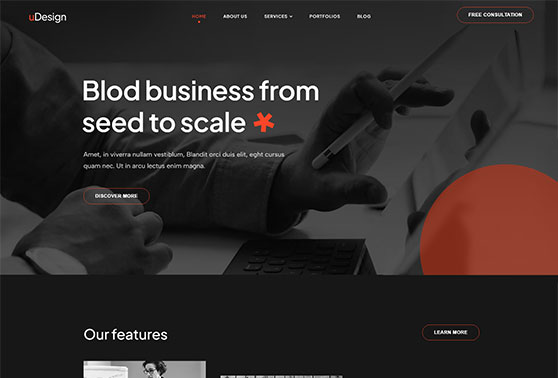 uDesign
HOME ABOUT US SERVICES PORTFOLIOS BLOG
FREE CONSULTATION
Blod business from
seed to scale *
Amet, in viverra nullam vestiblum, Blandit orci duis elit, eght cursus
quam nec. Ut in arcu lectus enim magna.
DISCOVER MORE
Our features
LEARN MORE